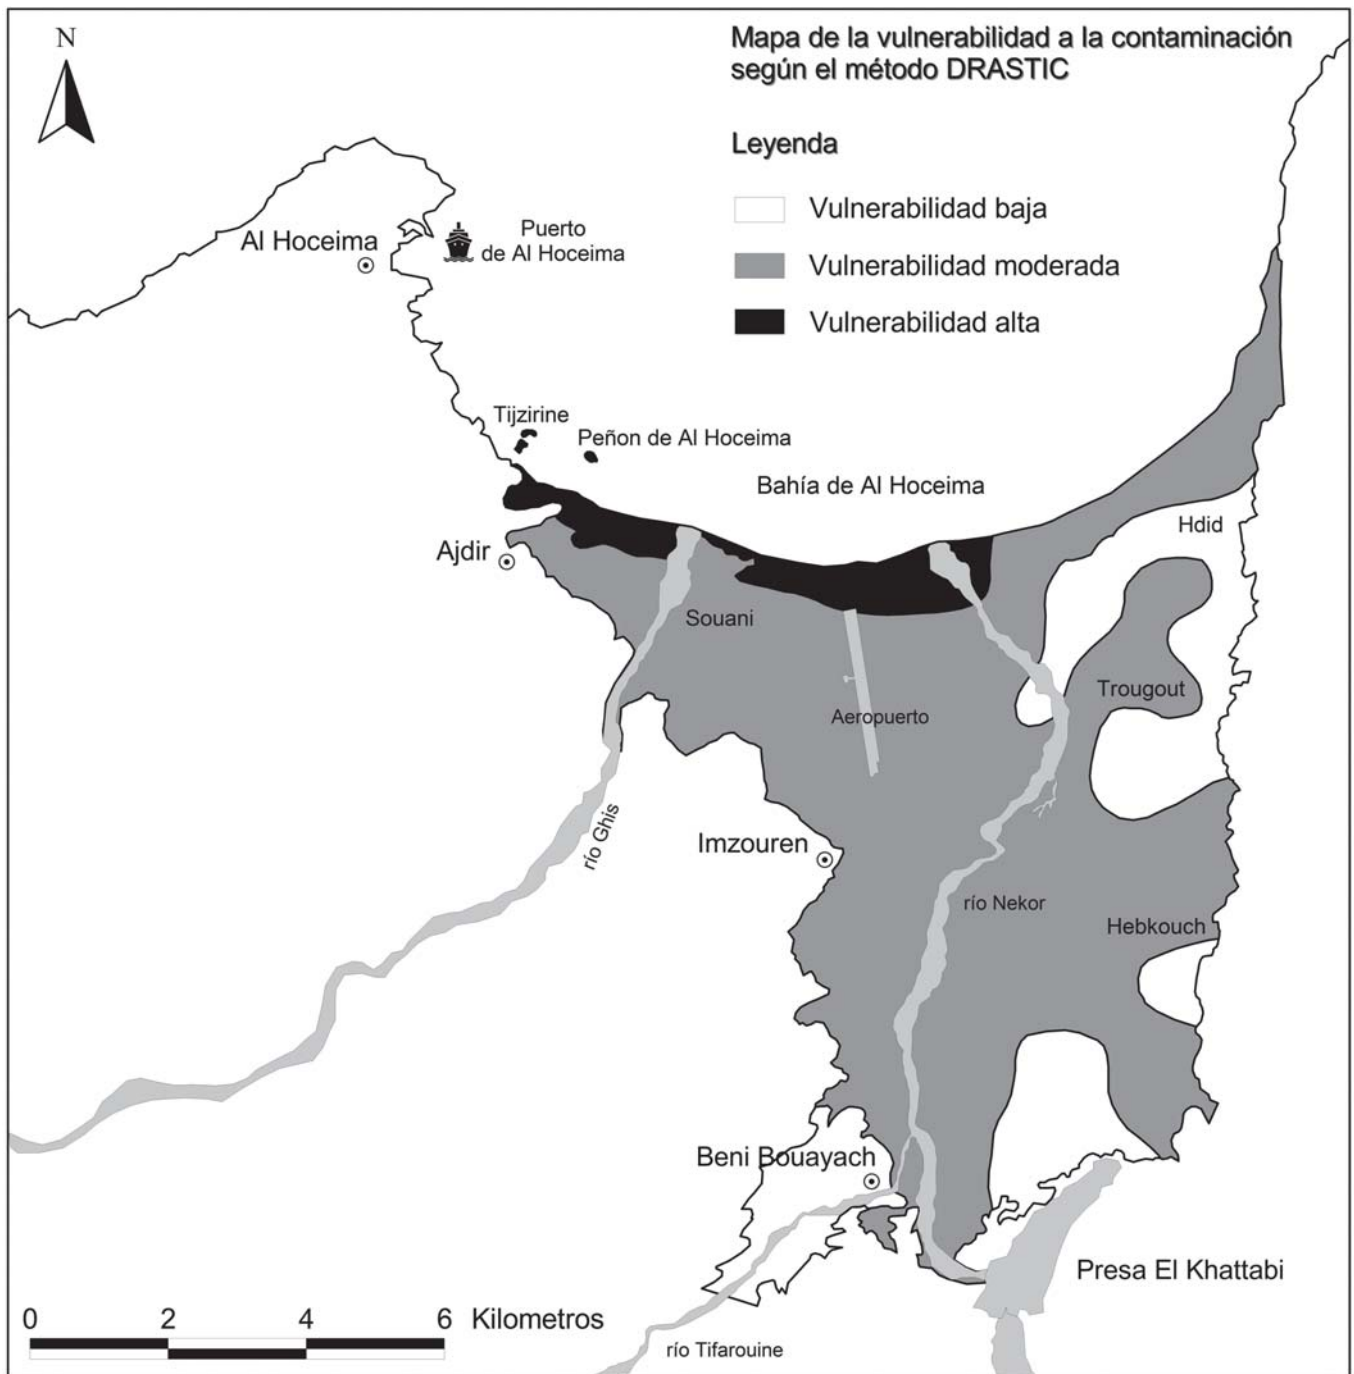 N
Mapa de la vulnerabilidad a la contaminación
según el método DRASTIC
Leyenda
Vulnerabilidad baja
Vulnerabilidad moderada
Vulnerabilidad alta
Al Hoceima
Puerto
de Al Hoceima
Tijzirine
Peñon de Al Hoceima
Bahía de Al Hoceima
Hdid
Ajdir
Souani
Trougout
Aeropuerto
río Ghis
Imzouren
río Nekor
Hebkouch
Beni Bouayach
Presa El Khattabi
0 2 4 6 Kilometros
río Tifarouine